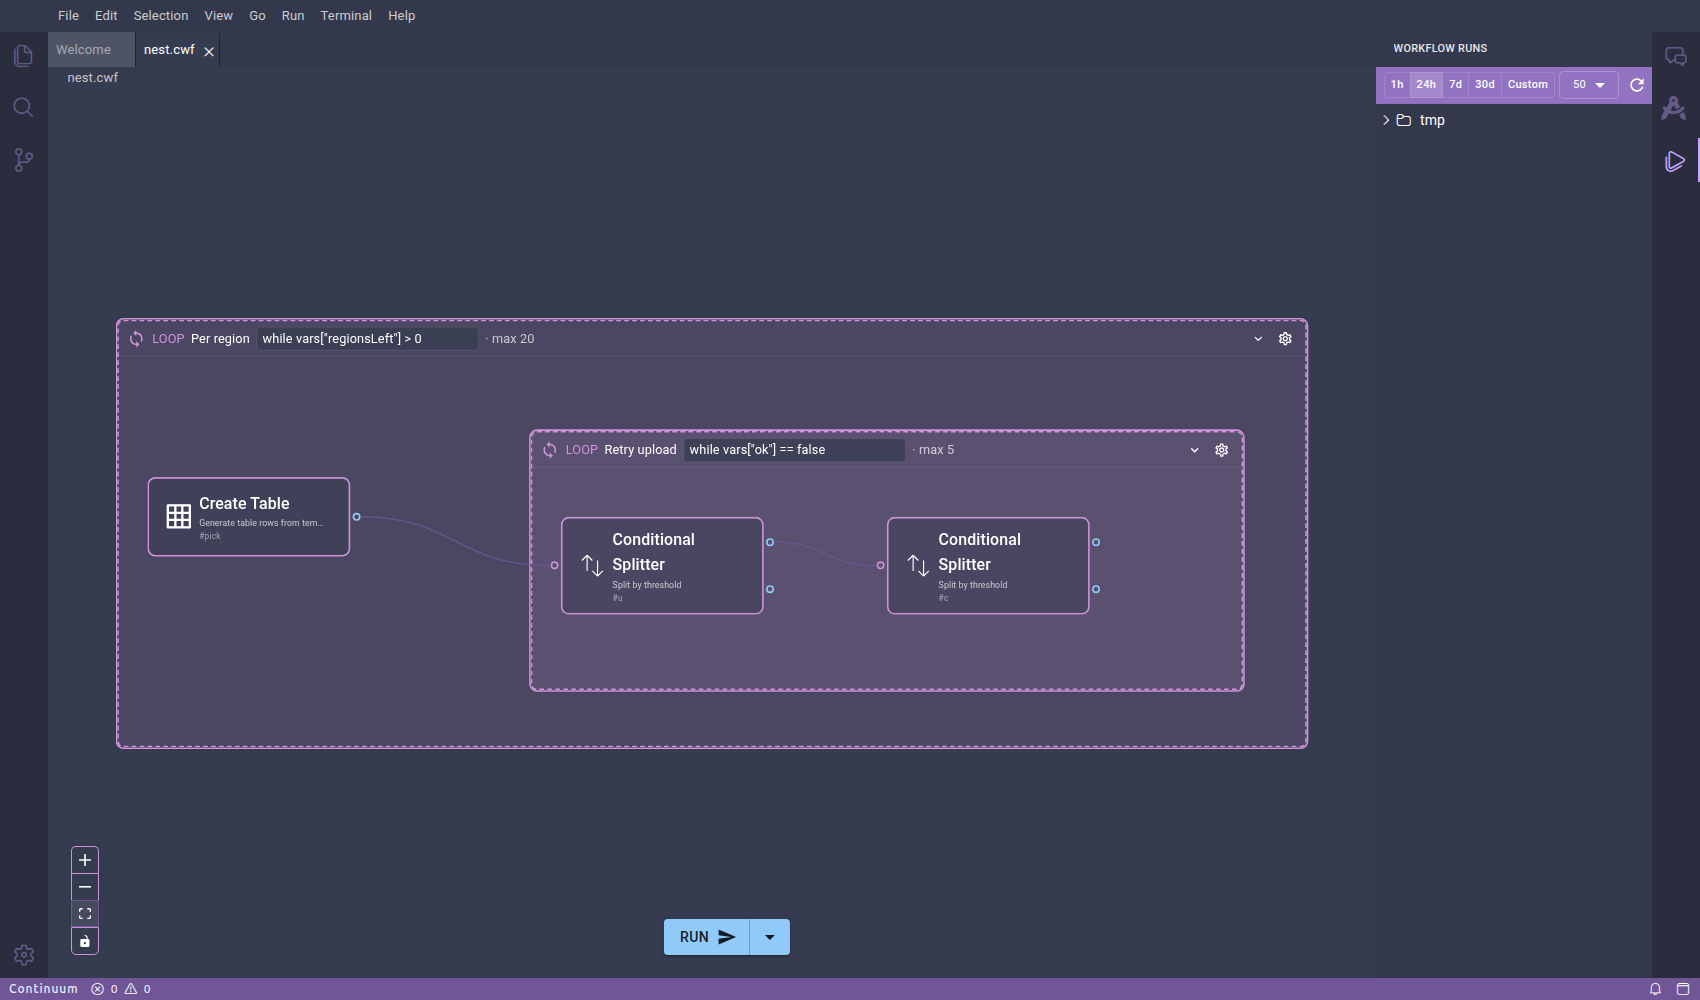 File Edit Selection View Go Run Terminal Help
Welcome nest.cwf
nest.cwf
WORKFLOW RUNS
1h 24h 7d 30d Custom 50
tmp
LOOP Per region while vars["regionsLeft"] > 0 · max 20
LOOP Retry upload while vars["ok"] == false · max 5
Create Table
Generate table rows from tem...
#pick
Conditional
Splitter
Split by threshold
#u
Conditional
Splitter
Split by threshold
#c
RUN
Continuum 0 0